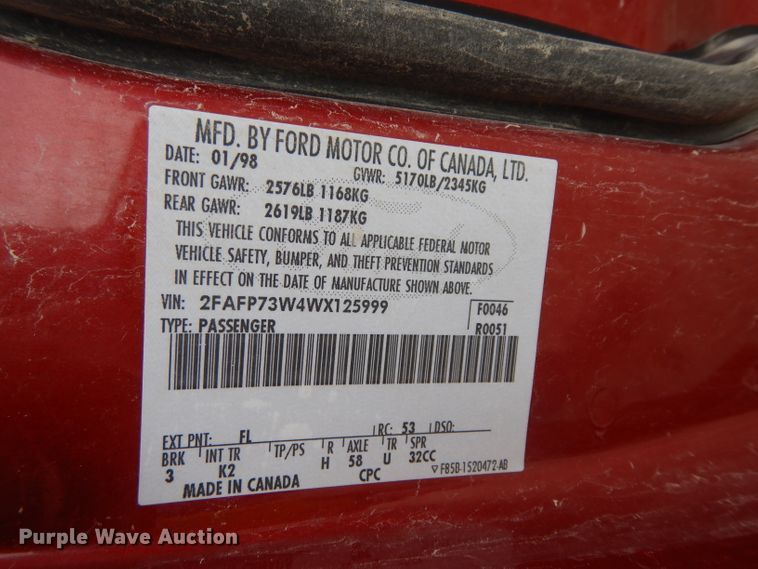 MFD. BY FORD MOTOR CO. OF CANADA, LTD.
DATE: 01/98 GVWR: 5170LB/2345KG
FRONT GAWR: 2576LB 1168KG
REAR GAWR: 2619LB 1187KG
THIS VEHICLE CONFORMS TO ALL APPLICABLE FEDERAL MOTOR
VEHICLE SAFETY, BUMPER, AND THEFT PREVENTION STANDARDS
IN EFFECT ON THE DATE OF MANUFACTURE SHOWN ABOVE.
VIN: 2FAFP73W4WX125999 F0046
TYPE: PASSENGER R0051
EXT PNT: FL RC: 53 DSO:
BRK INT TR TP/PS R AXLE TR SPR
3 K2 H 58 U 32CC
MADE IN CANADA CPC F85B-1S20472-AB
Purple Wave Auction